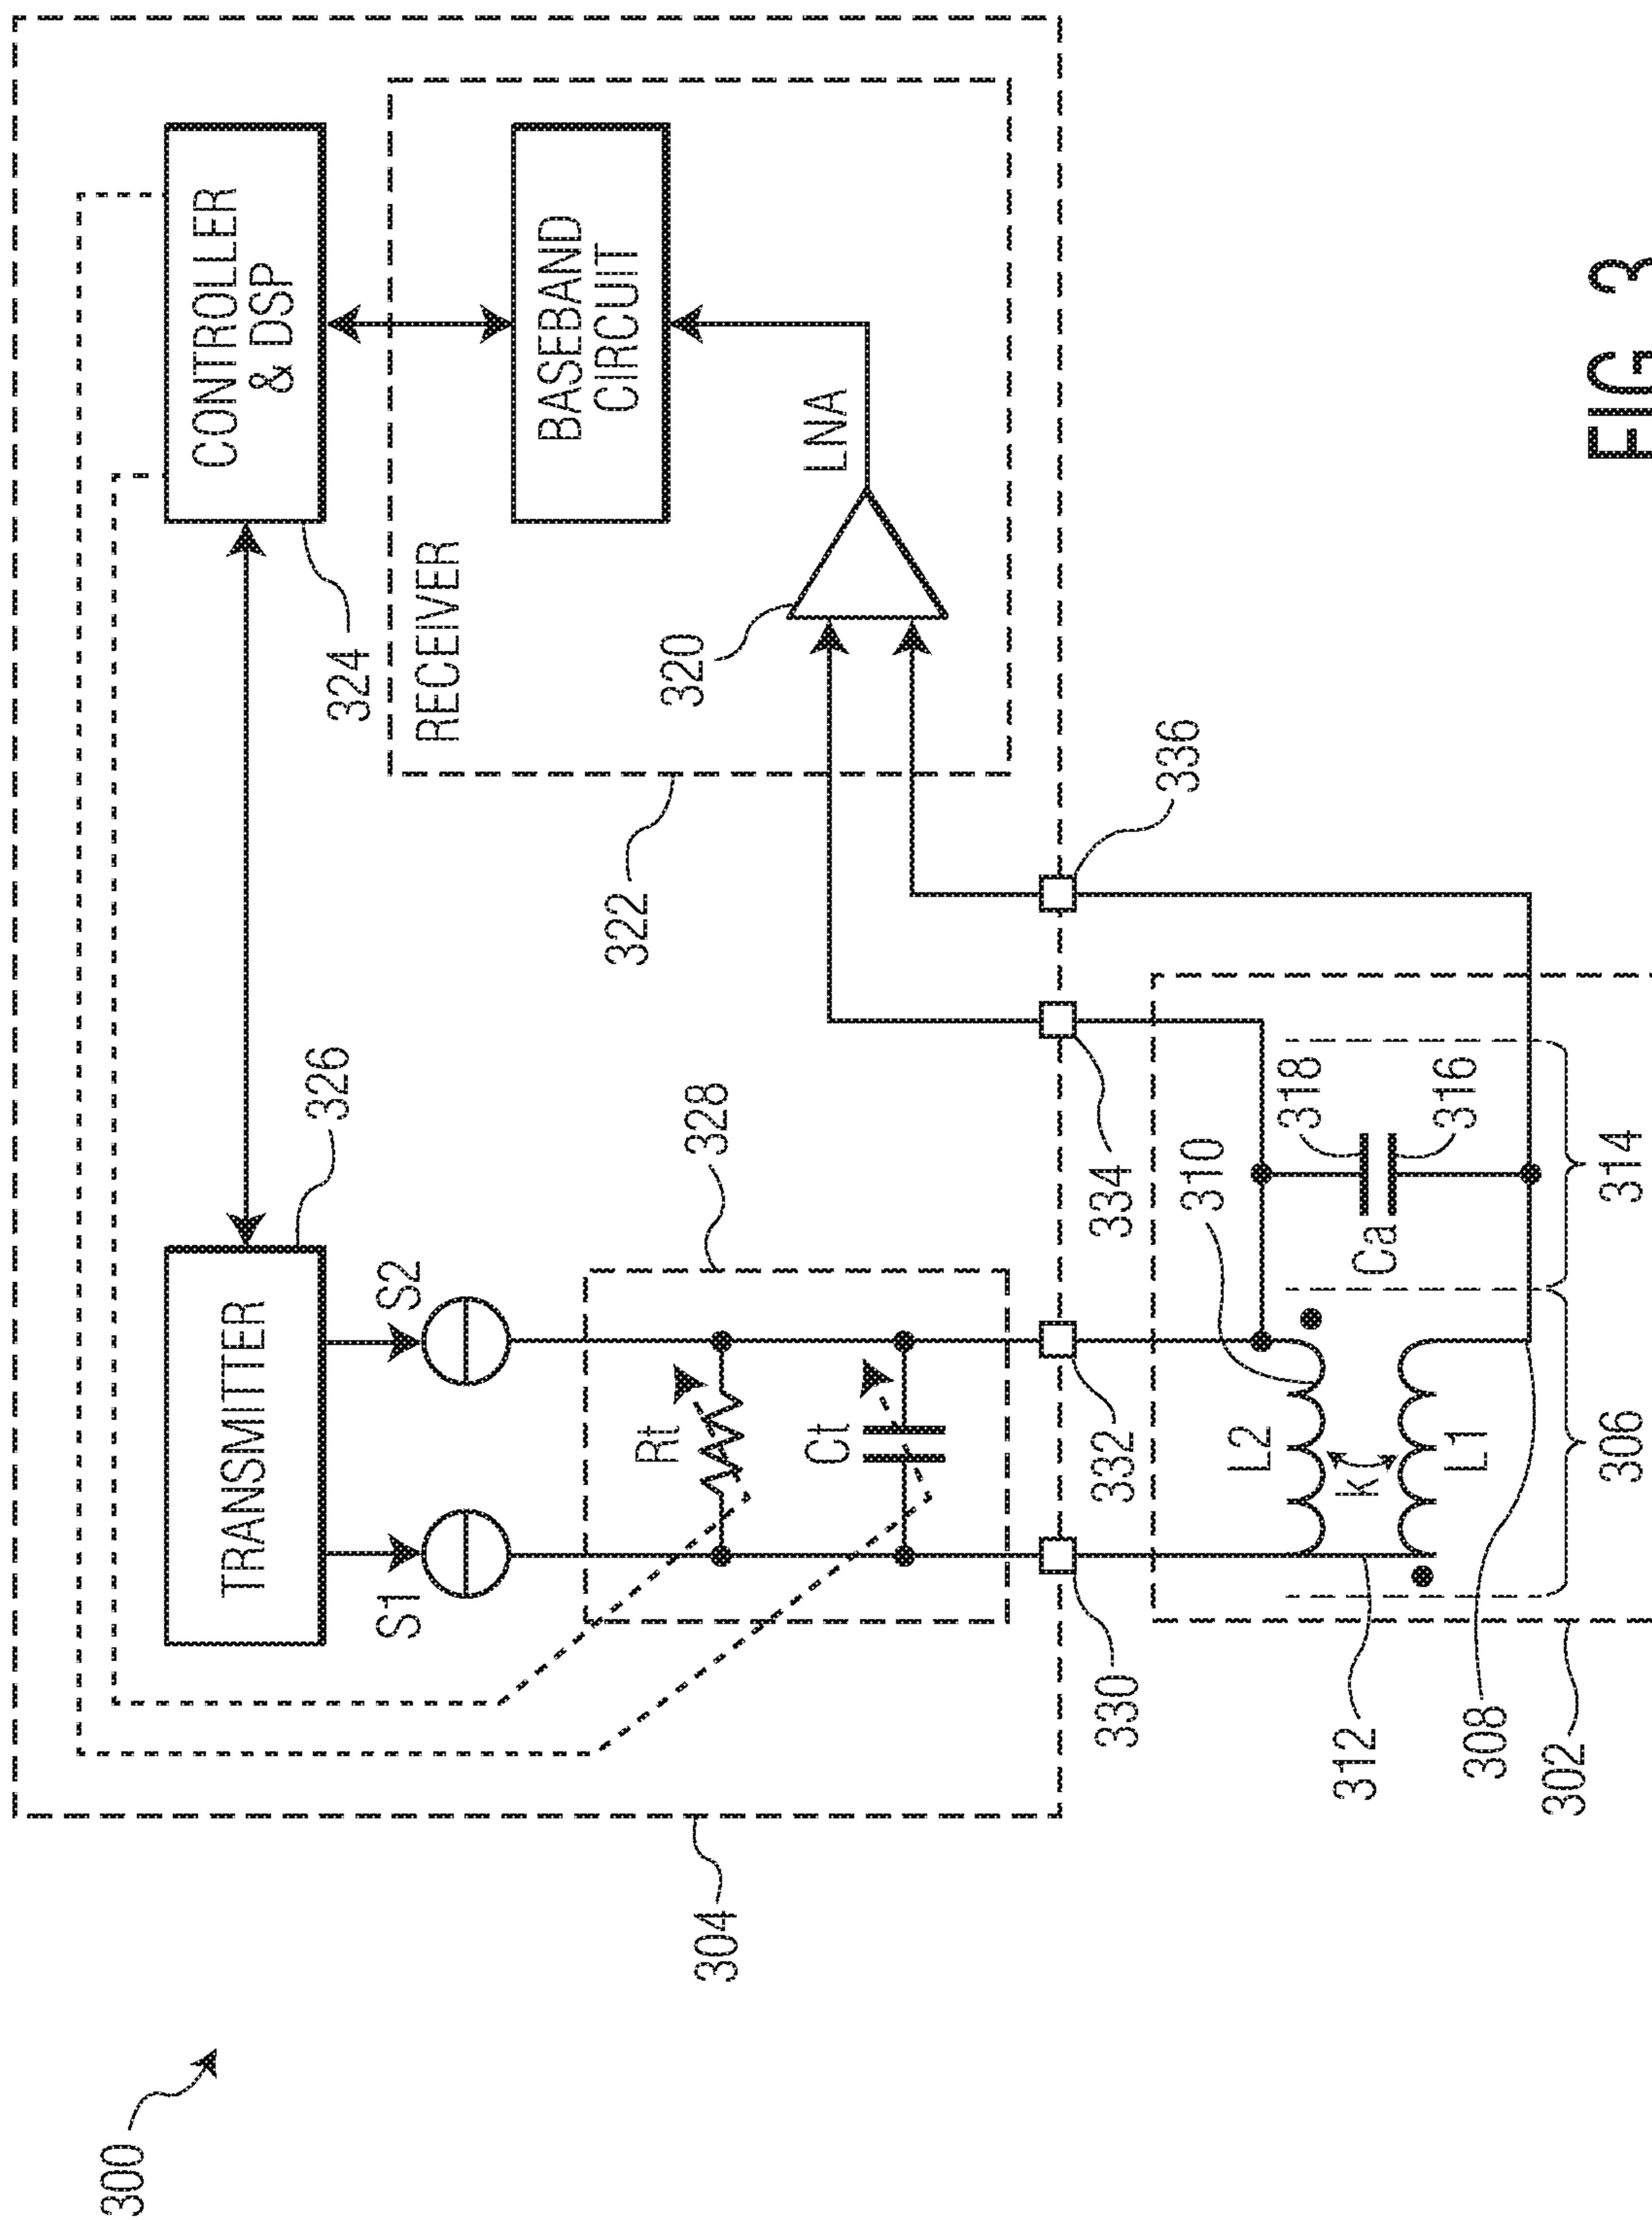 300
304
302
TRANSMITTER
326
S1
S2
CONTROLLER
& DSP
324
RECEIVER
322
BASEBAND
CIRCUIT
LNA
320
328
Rt
Ct
330
332
334
336
310
L2
k
L1
312
308
306
Ca
318
316
314
FIG 3